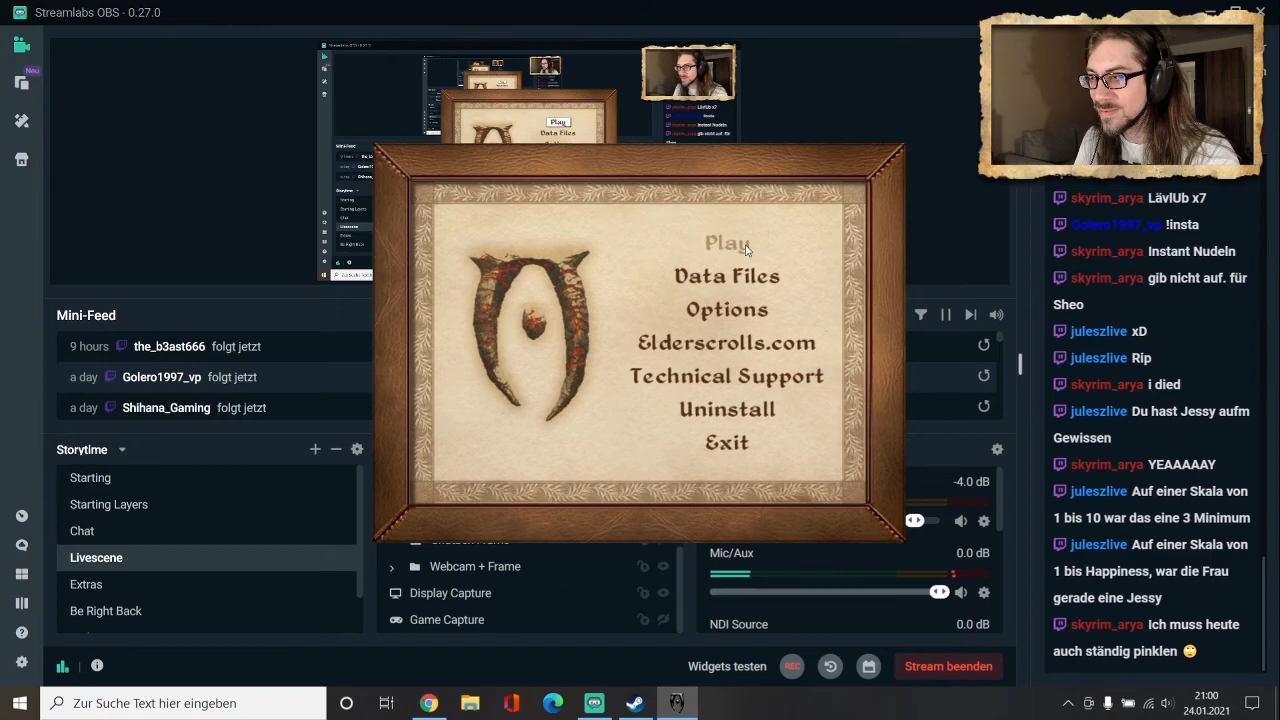 Streamlabs OBS - 0.27.0
Neu
Play
Data Files
Play
Data Files
Options
Elderscrolls.com
Technical Support
Uninstall
Exit
Mini-Feed
9 hours the_b3ast666 folgt jetzt
a day Golero1997_vp folgt jetzt
a day Shihana_Gaming folgt jetzt
Storytime
Starting
Starting Layers
Chat
Livescene
Extras
Be Right Back
Webcam + Frame
Display Capture
Game Capture
-4.0 dB
Mic/Aux 0.0 dB
NDI Source 0.0 dB
skyrim_arya LävlUb x7
Golero1997_vp !insta
skyrim_arya Instant Nudeln
skyrim_arya gib nicht auf. für
Sheo
juleszlive xD
juleszlive Rip
skyrim_arya i died
juleszlive Du hast Jessy aufm
Gewissen
skyrim_arya YEAAAAAY
juleszlive Auf einer Skala von
1 bis 10 war das eine 3 Minimum
juleszlive Auf einer Skala von
1 bis Happiness, war die Frau
gerade eine Jessy
skyrim_arya Ich muss heute
auch ständig pinklen 🙄
Widgets testen
REC
Stream beenden
Zur Suche Text hier eingeben
21:00
24.01.2021